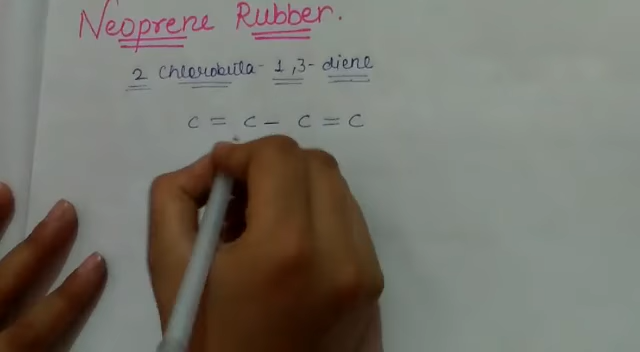 Neoprene Rubber.
2 Chlorobuta- 1,3- diene
C = C - C = C